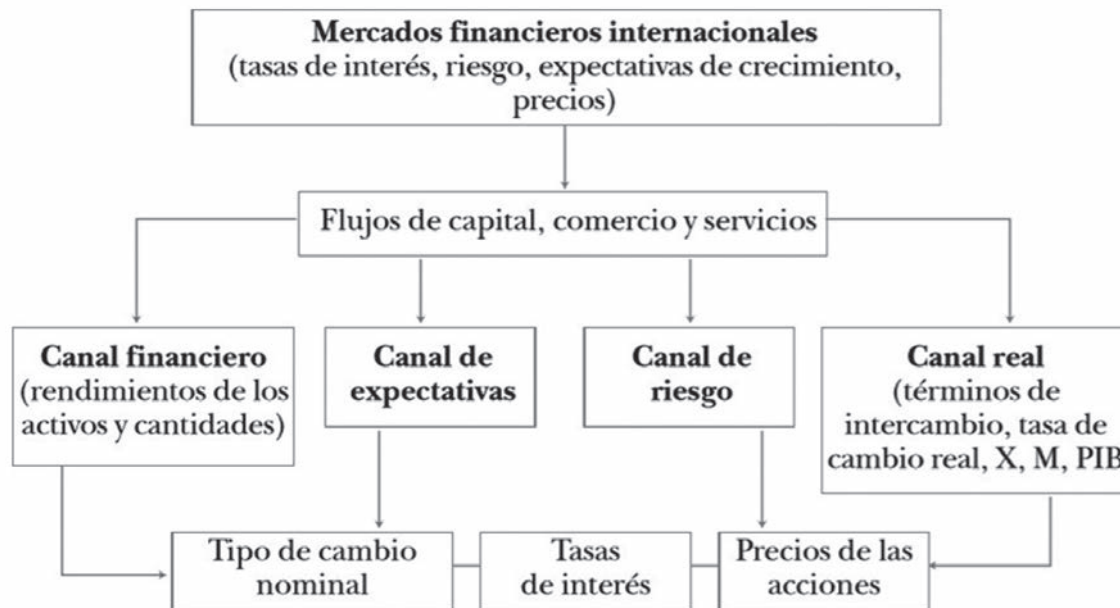 Mercados financieros internacionales
(tasas de interés, riesgo, expectativas de crecimiento,
precios)
Flujos de capital, comercio y servicios
Canal financiero
(rendimientos de los
activos y cantidades)
Canal de
expectativas
Canal de
riesgo
Canal real
(términos de
intercambio, tasa de
cambio real, X, M, PIB
Tipo de cambio
nominal
Tasas
de interés
Precios de las
acciones